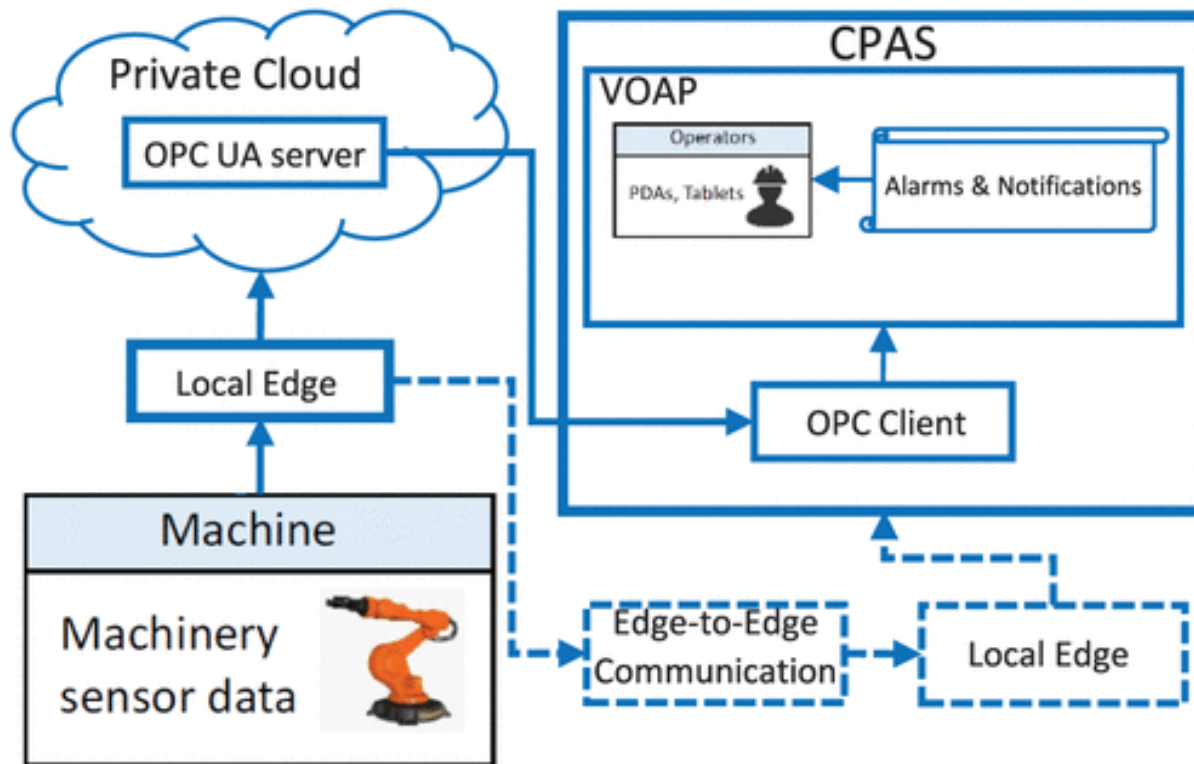 Private Cloud
OPC UA server
Local Edge
Machine
Machinery
sensor data
CPAS
VOAP
Operators
PDAs, Tablets
Alarms & Notifications
OPC Client
Edge-to-Edge
Communication
Local Edge